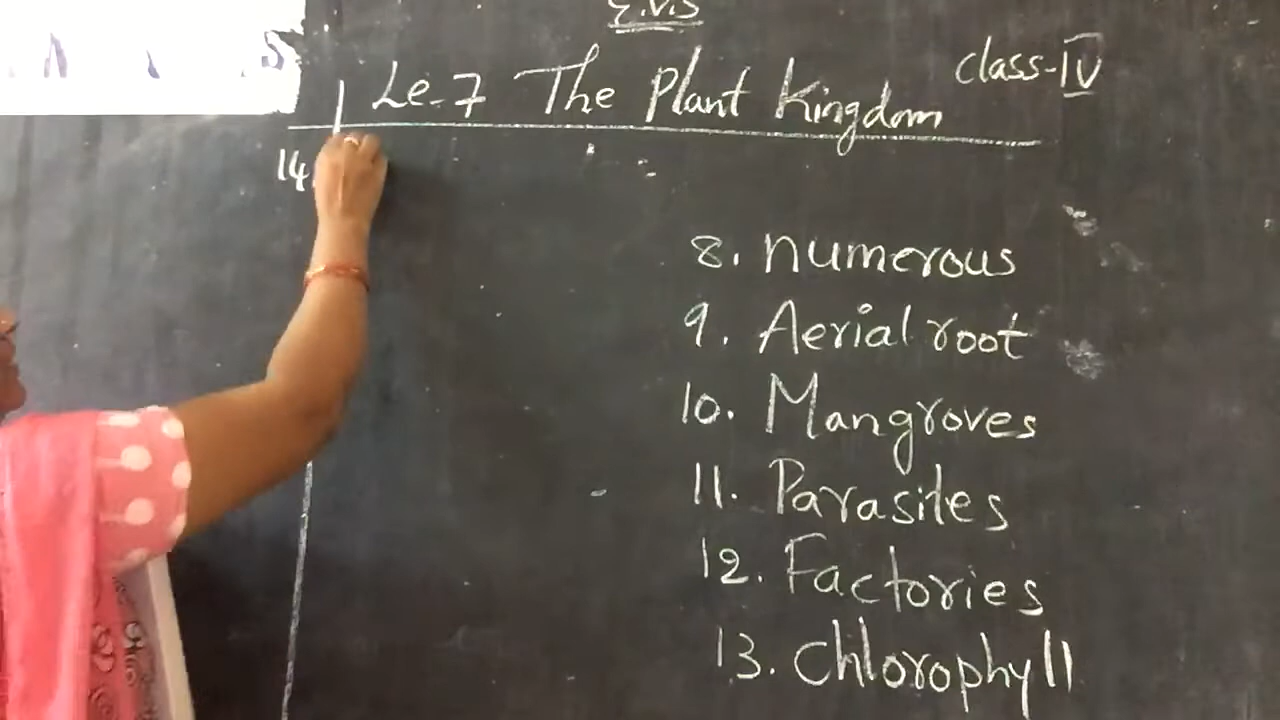 E.V.S
Le-7 The Plant Kingdom
class-IV
14
8. Numerous
9. Aerial root
10. Mangroves
11. Parasites
12. Factories
13. Chlorophyll